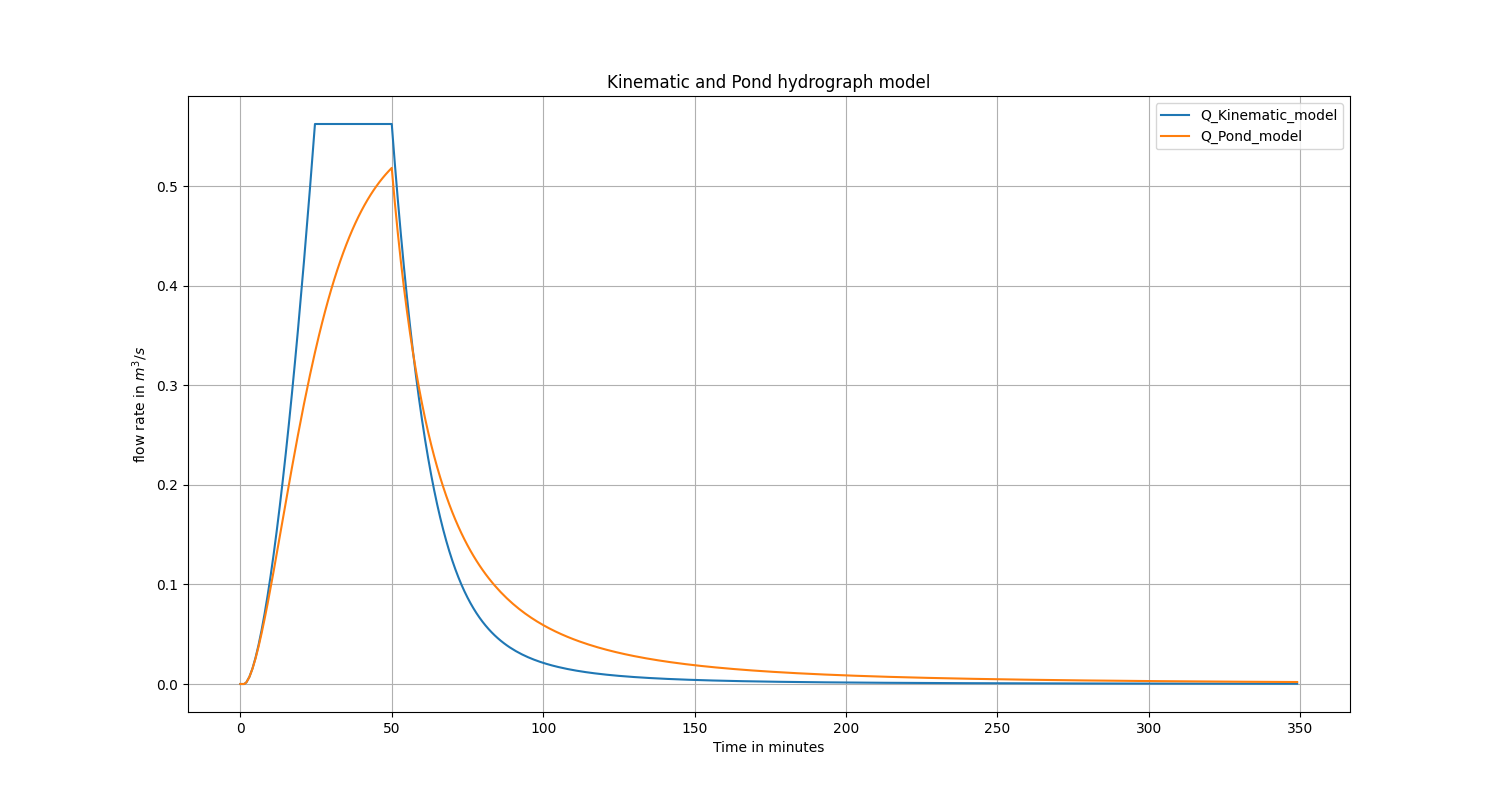 Kinematic and Pond hydrograph model
Q_Kinematic_model
Q_Pond_model
flow rate in m³/s
0.5
0.4
0.3
0.2
0.1
0.0
0 50 100 150 200 250 300 350
Time in minutes